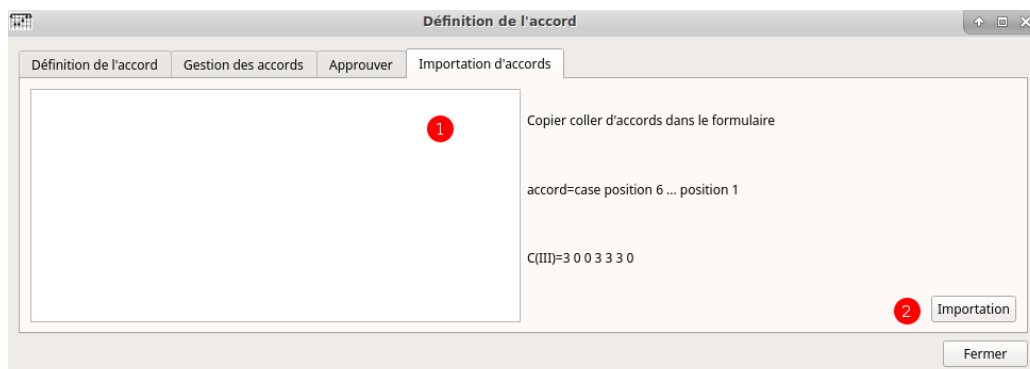 Définition de l'accord
Définition de l'accord Gestion des accords Approuver Importation d'accords
1
Copier coller d'accords dans le formulaire
accord=case position 6 ... position 1
C(III)=3 0 0 3 3 3 0
2 Importation
Fermer